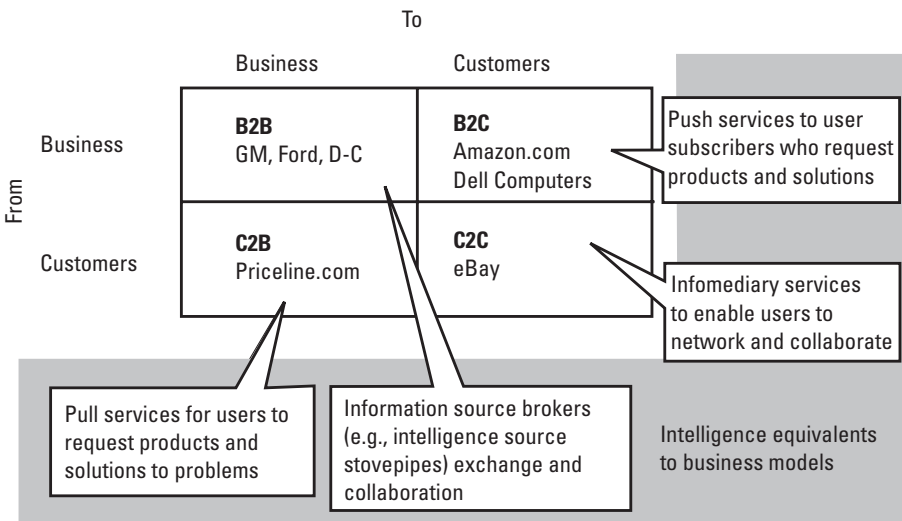 To
Business
Customers
From
Business
B2B
GM, Ford, D-C
B2C
Amazon.com
Dell Computers
Push services to user
subscribers who request
products and solutions
Customers
C2B
Priceline.com
C2C
eBay
Infomediary services
to enable users to
network and collaborate
Pull services for users to
request products and
solutions to problems
Information source brokers
(e.g., intelligence source
stovepipes) exchange and
collaboration
Intelligence equivalents
to business models